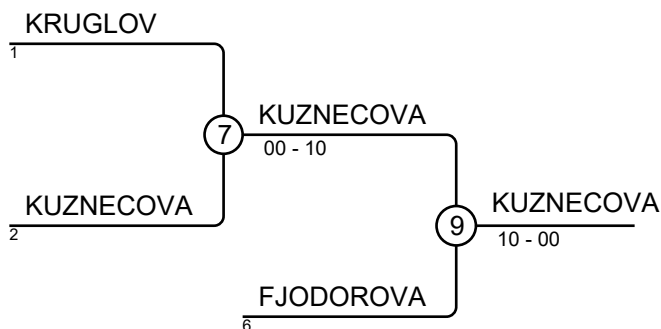 KRUGLOV
1
7
KUZNECOVA
00 - 10
KUZNECOVA
2
9
KUZNECOVA
10 - 00
FJODOROVA
6